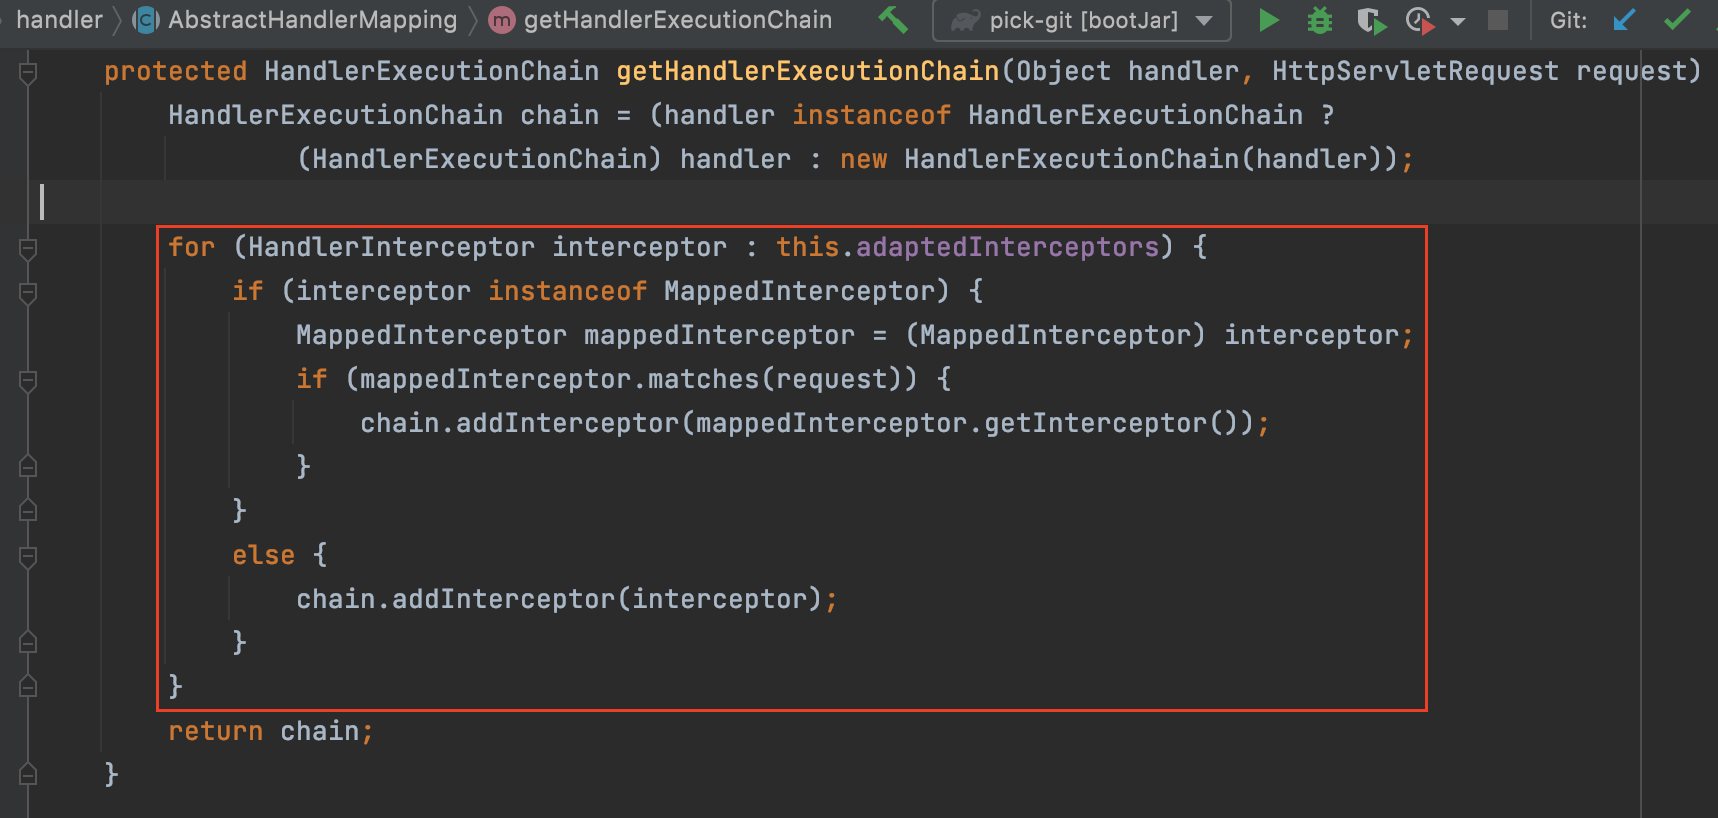 handler AbstractHandlerMapping getHandlerExecutionChain pick-git [bootJar] Git:
C m
protected HandlerExecutionChain getHandlerExecutionChain(Object handler, HttpServletRequest request)
HandlerExecutionChain chain = (handler instanceof HandlerExecutionChain ?
(HandlerExecutionChain) handler : new HandlerExecutionChain(handler));
for (HandlerInterceptor interceptor : this.adaptedInterceptors) {
if (interceptor instanceof MappedInterceptor) {
MappedInterceptor mappedInterceptor = (MappedInterceptor) interceptor;
if (mappedInterceptor.matches(request)) {
chain.addInterceptor(mappedInterceptor.getInterceptor());
}
}
else {
chain.addInterceptor(interceptor);
}
}
return chain;
}